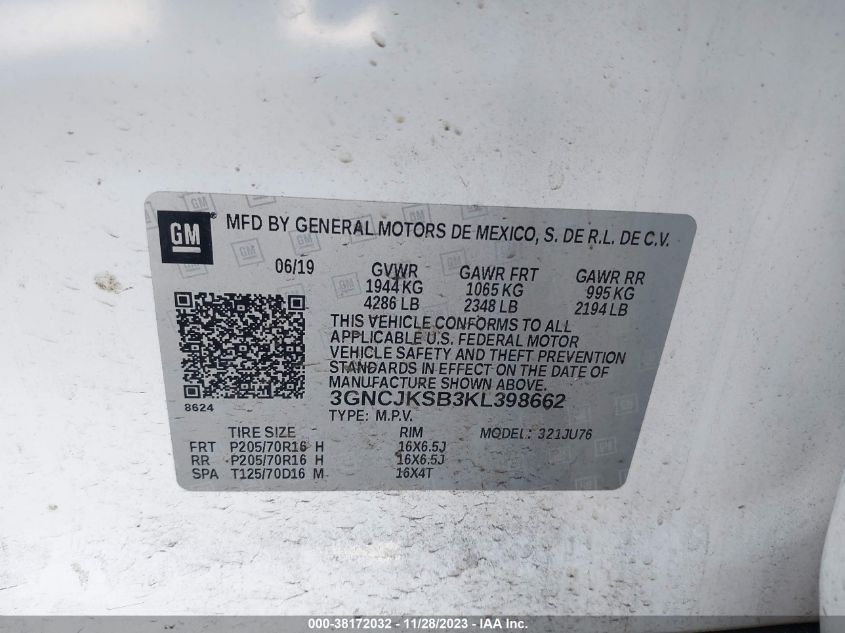 GM ® MFD BY GENERAL MOTORS DE MEXICO, S. DE R.L. DE C.V.
06/19 GVWR GAWR FRT GAWR RR
1944 KG 1065 KG 995 KG
4286 LB 2348 LB 2194 LB
THIS VEHICLE CONFORMS TO ALL
APPLICABLE U.S. FEDERAL MOTOR
VEHICLE SAFETY AND THEFT PREVENTION
STANDARDS IN EFFECT ON THE DATE OF
MANUFACTURE SHOWN ABOVE.
8624 3GNCJKSB3KL398662
TYPE: M.P.V.
TIRE SIZE RIM MODEL: 321JU76
FRT P205/70R16 H 16X6.5J
RR P205/70R16 H 16X6.5J
SPA T125/70D16 M 16X4T
000-38172032 - 11/28/2023 - IAA Inc.